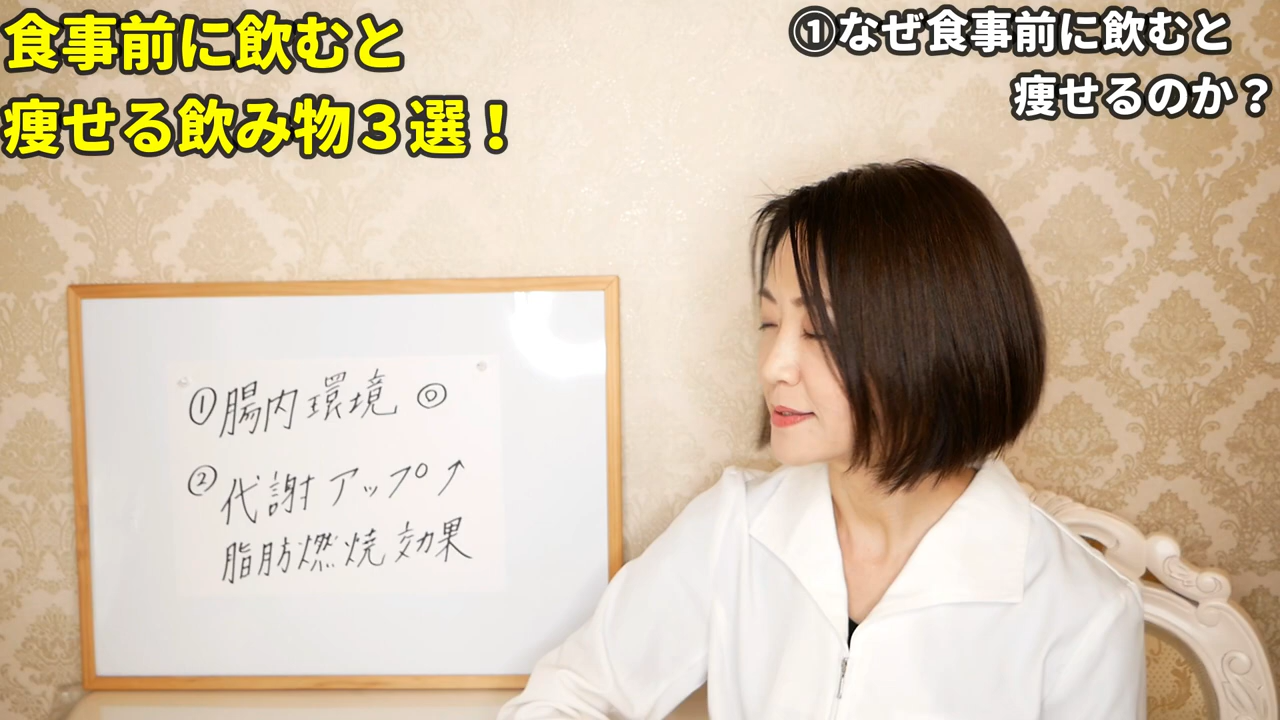 食事前に飲むと
痩せる飲み物３選！
①なぜ食事前に飲むと
痩せるのか？
①腸内環境 ◎
②代謝アップ↑
脂肪燃焼効果